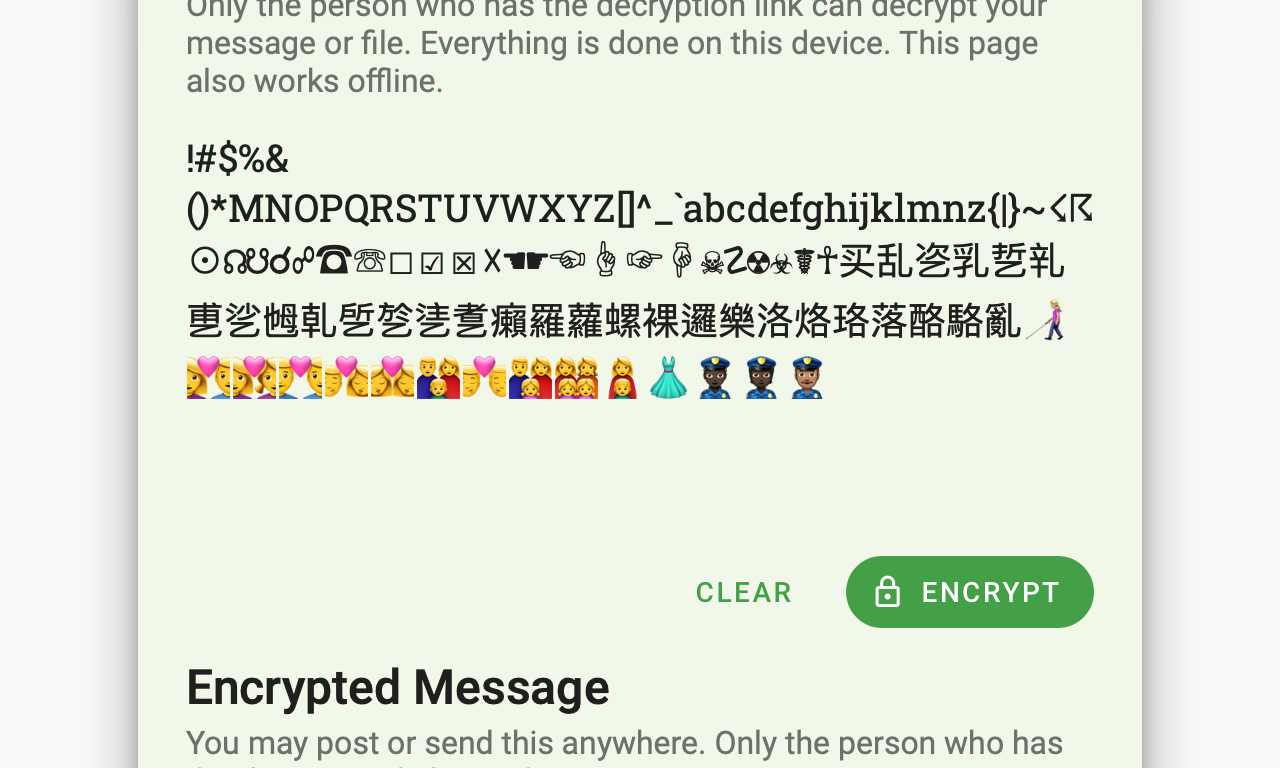 Only the person who has the decryption link can decrypt your
message or file. Everything is done on this device. This page
also works offline.
!#$%&
()*MNOPQRSTUVWXYZ[]^_`abcdefghijklmnz{|}~☇☈
☉☊☋☌☍☎☏☐☑☒☓☚☛☜☝☞☟☠☡☢☣☤☥买乱乲乳乴乵
乶乷乸乹乺乻乼乽癩羅蘿螺裸邏樂洛烙珞落酪駱亂👩🏼‍🦯
👗
Clear
Encrypt
Encrypted Message
You may post or send this anywhere. Only the person who has